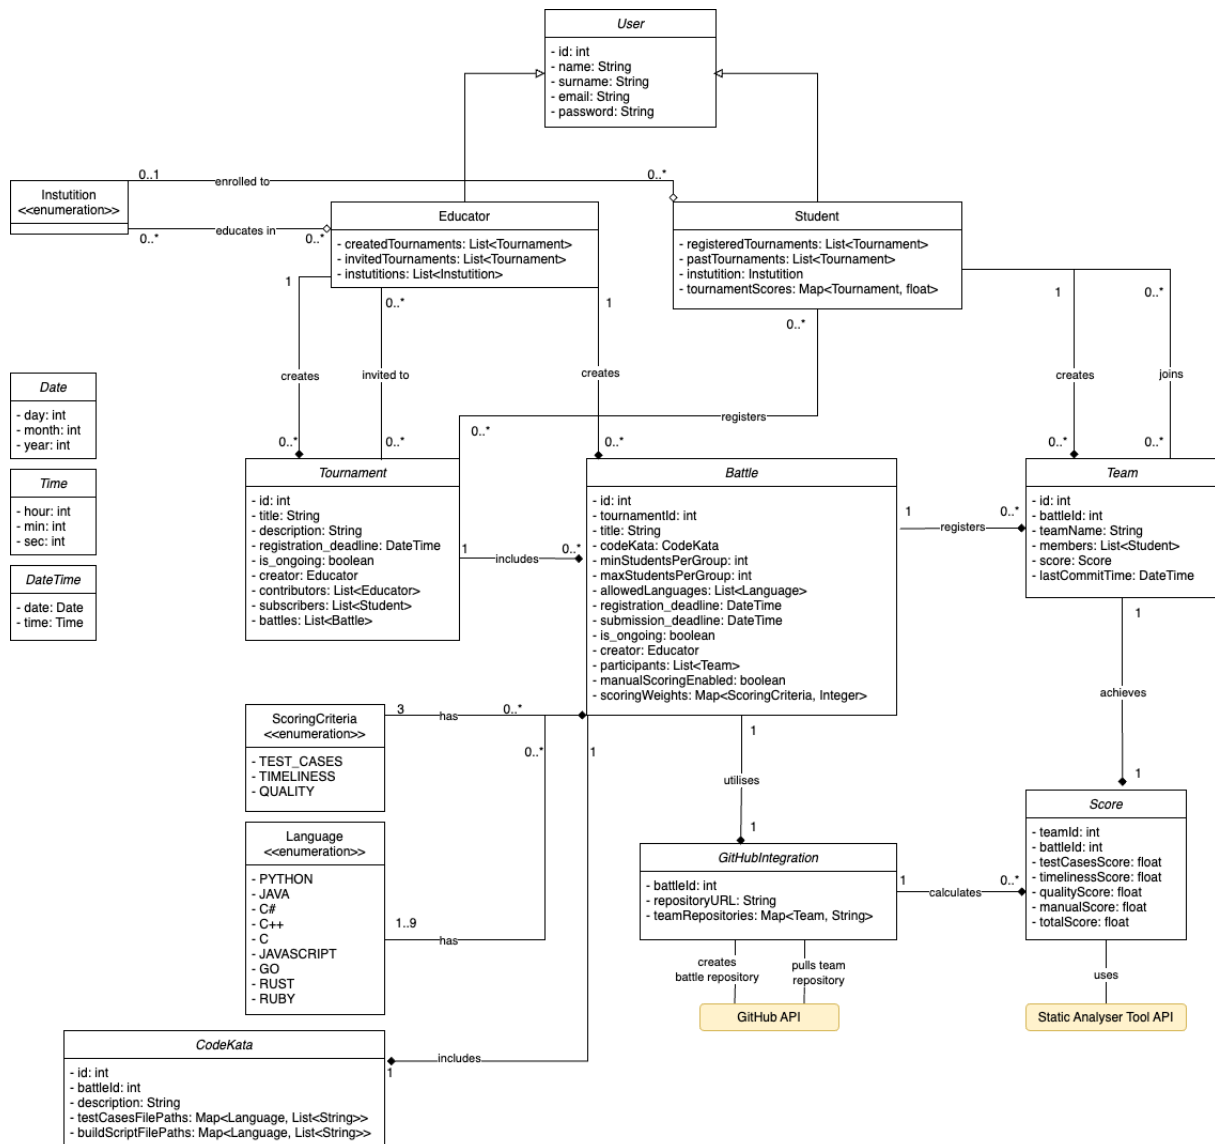 User
- id: int
- name: String
- surname: String
- email: String
- password: String
0..1
enrolled to
0..*
Instutition
<<enumeration>>
0..*
educates in
0..*
Educator
- createdTournaments: List<Tournament>
- invitedTournaments: List<Tournament>
- instutitions: List<Instutition>
Student
- registeredTournaments: List<Tournament>
- pastTournaments: List<Tournament>
- instutition: Instutition
- tournamentScores: Map<Tournament, float>
1
0..*
1
0..*
1
0..*
creates
invited to
creates
creates
joins
registers
0..*
0..*
0..*
0..*
0..*
0..*
Date
- day: int
- month: int
- year: int
Time
- hour: int
- min: int
- sec: int
DateTime
- date: Date
- time: Time
Tournament
- id: int
- title: String
- description: String
- registration_deadline: DateTime
- is_ongoing: boolean
- creator: Educator
- contributors: List<Educator>
- subscribers: List<Student>
- battles: List<Battle>
1
includes
0..*
Battle
- id: int
- tournamentId: int
- title: String
- codeKata: CodeKata
- minStudentsPerGroup: int
- maxStudentsPerGroup: int
- allowedLanguages: List<Language>
- registration_deadline: DateTime
- submission_deadline: DateTime
- is_ongoing: boolean
- creator: Educator
- participants: List<Team>
- manualScoringEnabled: boolean
- scoringWeights: Map<ScoringCriteria, Integer>
1
registers
0..*
Team
- id: int
- battleId: int
- teamName: String
- members: List<Student>
- score: Score
- lastCommitTime: DateTime
1
achieves
1
ScoringCriteria
<<enumeration>>
- TEST_CASES
- TIMELINESS
- QUALITY
3
has
0..*
0..*
1
1
utilises
1
Language
<<enumeration>>
- PYTHON
- JAVA
- C#
- C++
- C
- JAVASCRIPT
- GO
- RUST
- RUBY
1..9
has
GitHubIntegration
- battleId: int
- repositoryURL: String
- teamRepositories: Map<Team, String>
1
calculates
0..*
Score
- teamId: int
- battleId: int
- testCasesScore: float
- timelinessScore: float
- qualityScore: float
- manualScore: float
- totalScore: float
creates
battle repository
pulls team
repository
uses
GitHub API
Static Analyser Tool API
CodeKata
- id: int
- battleId: int
- description: String
- testCasesFilePaths: Map<Language, List<String>>
- buildScriptFilePaths: Map<Language, List<String>>
includes
1